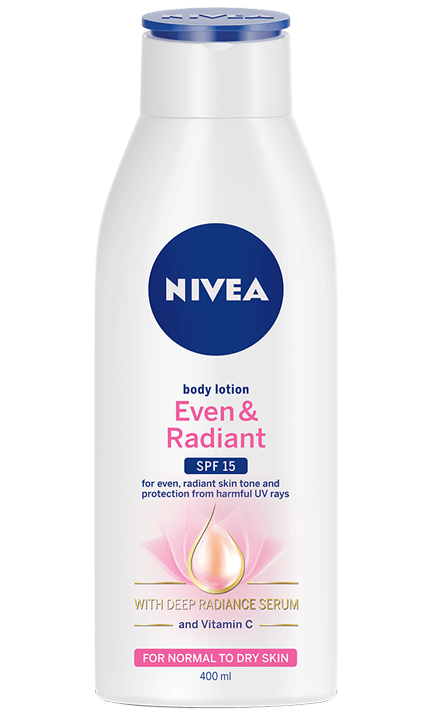 NIVEA
NIVEA
body lotion
Even &
Radiant
SPF 15
for even, radiant skin tone and
protection from harmful UV rays
WITH DEEP RADIANCE SERUM
and Vitamin C
FOR NORMAL TO DRY SKIN
400 ml